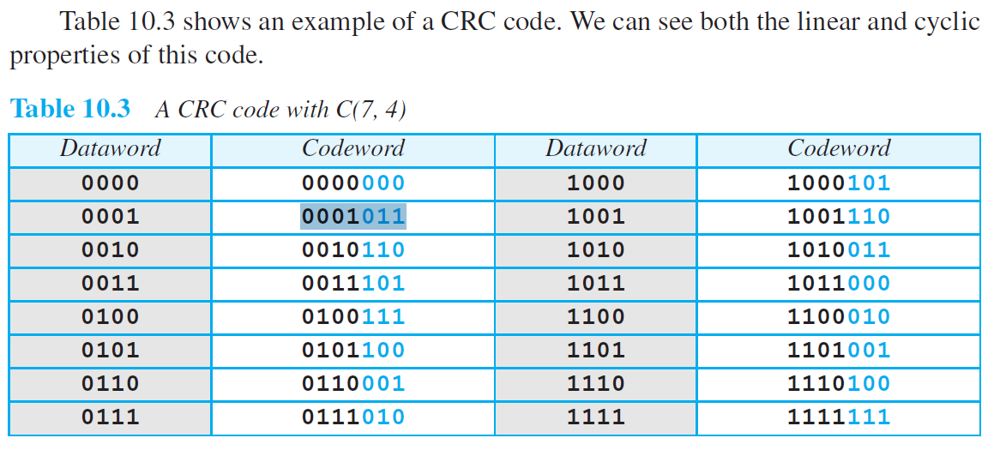 Table 10.3 shows an example of a CRC code. We can see both the linear and cyclic
properties of this code.
Table 10.3 A CRC code with C(7, 4)
Dataword Codeword Dataword Codeword
0000 0000000 1000 1000101
0001 0001011 1001 1001110
0010 0010110 1010 1010011
0011 0011101 1011 1011000
0100 0100111 1100 1100010
0101 0101100 1101 1101001
0110 0110001 1110 1110100
0111 0111010 1111 1111111